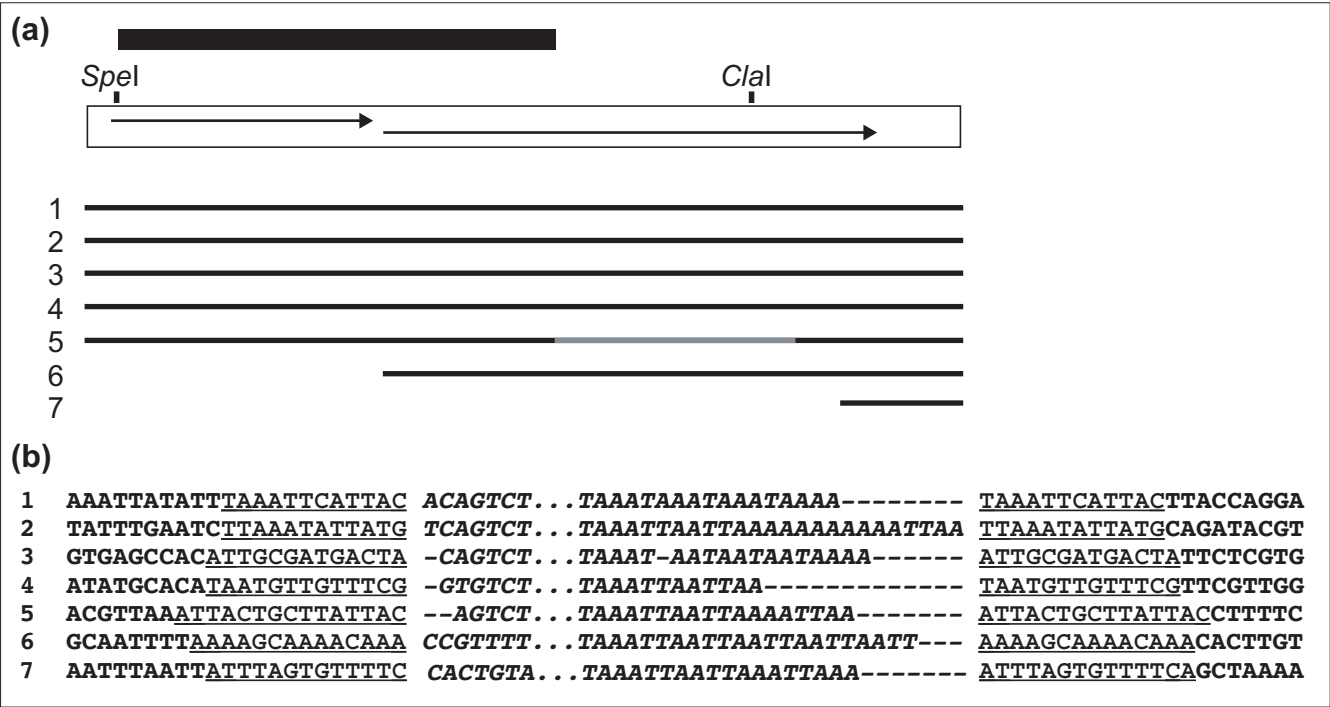 (a)
SpeI ClaI
1
2
3
4
5
6
7
(b)
1 AAATTATATTTAAATTCATTAC ACAGTCT...TAAATAAATAAATAAAA-------- TAAATTCATTACTTACCAGGA
2 TATTTGAATCTTAAATATTATG TCAGTCT...TAAATTAATTAAAAAAAAAAATTAA TTAAATATTATGCAGATACGT
3 GTGAGCCACATTGCGATGACTA -CAGTCT...TAAAT-AATAATAATAAAA------ ATTGCGATGACTATTCTCGTG
4 ATATGCACATAATGTTGTTTCG -GTGTCT...TAAATTAATTAA------------- TAATGTTGTTTCGTTCGTTGG
5 ACGTTAAATTACTGCTTATTAC --AGTCT...TAAATTAATTAAAATTAA------- ATTACTGCTTATTACCTTTTC
6 GCAATTTTAAAAGCAAAACAAA CCGTTTT...TAAATTAATTAATTAATTAATT--- AAAAGCAAAACAAACACTTGT
7 AATTTAATTATTTAGTGTTTTC CACTGTA...TAAATTAATTAAATTAAA------- ATTTAGTGTTTTCAGCTAAAA